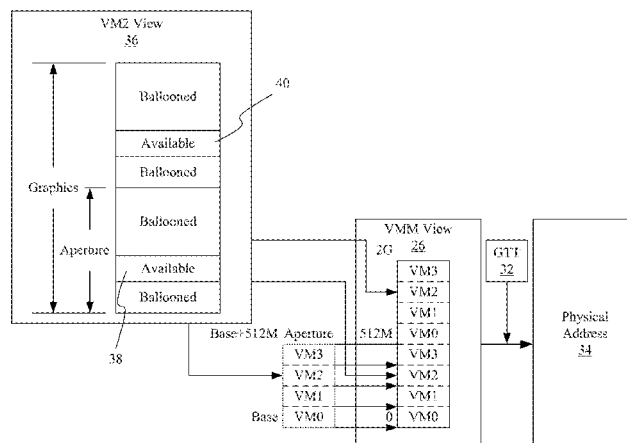 VM2 View
36
Ballooned
40
Available
Ballooned
Graphics
Ballooned
Aperture
Available
Ballooned
38
VMM View
26
2G
VM3
VM2
VM1
VM0
VM3
VM2
VM1
VM0
512M
0
GTT
32
Physical
Address
34
Base+512M Aperture
VM3
VM2
VM1
VM0
Base